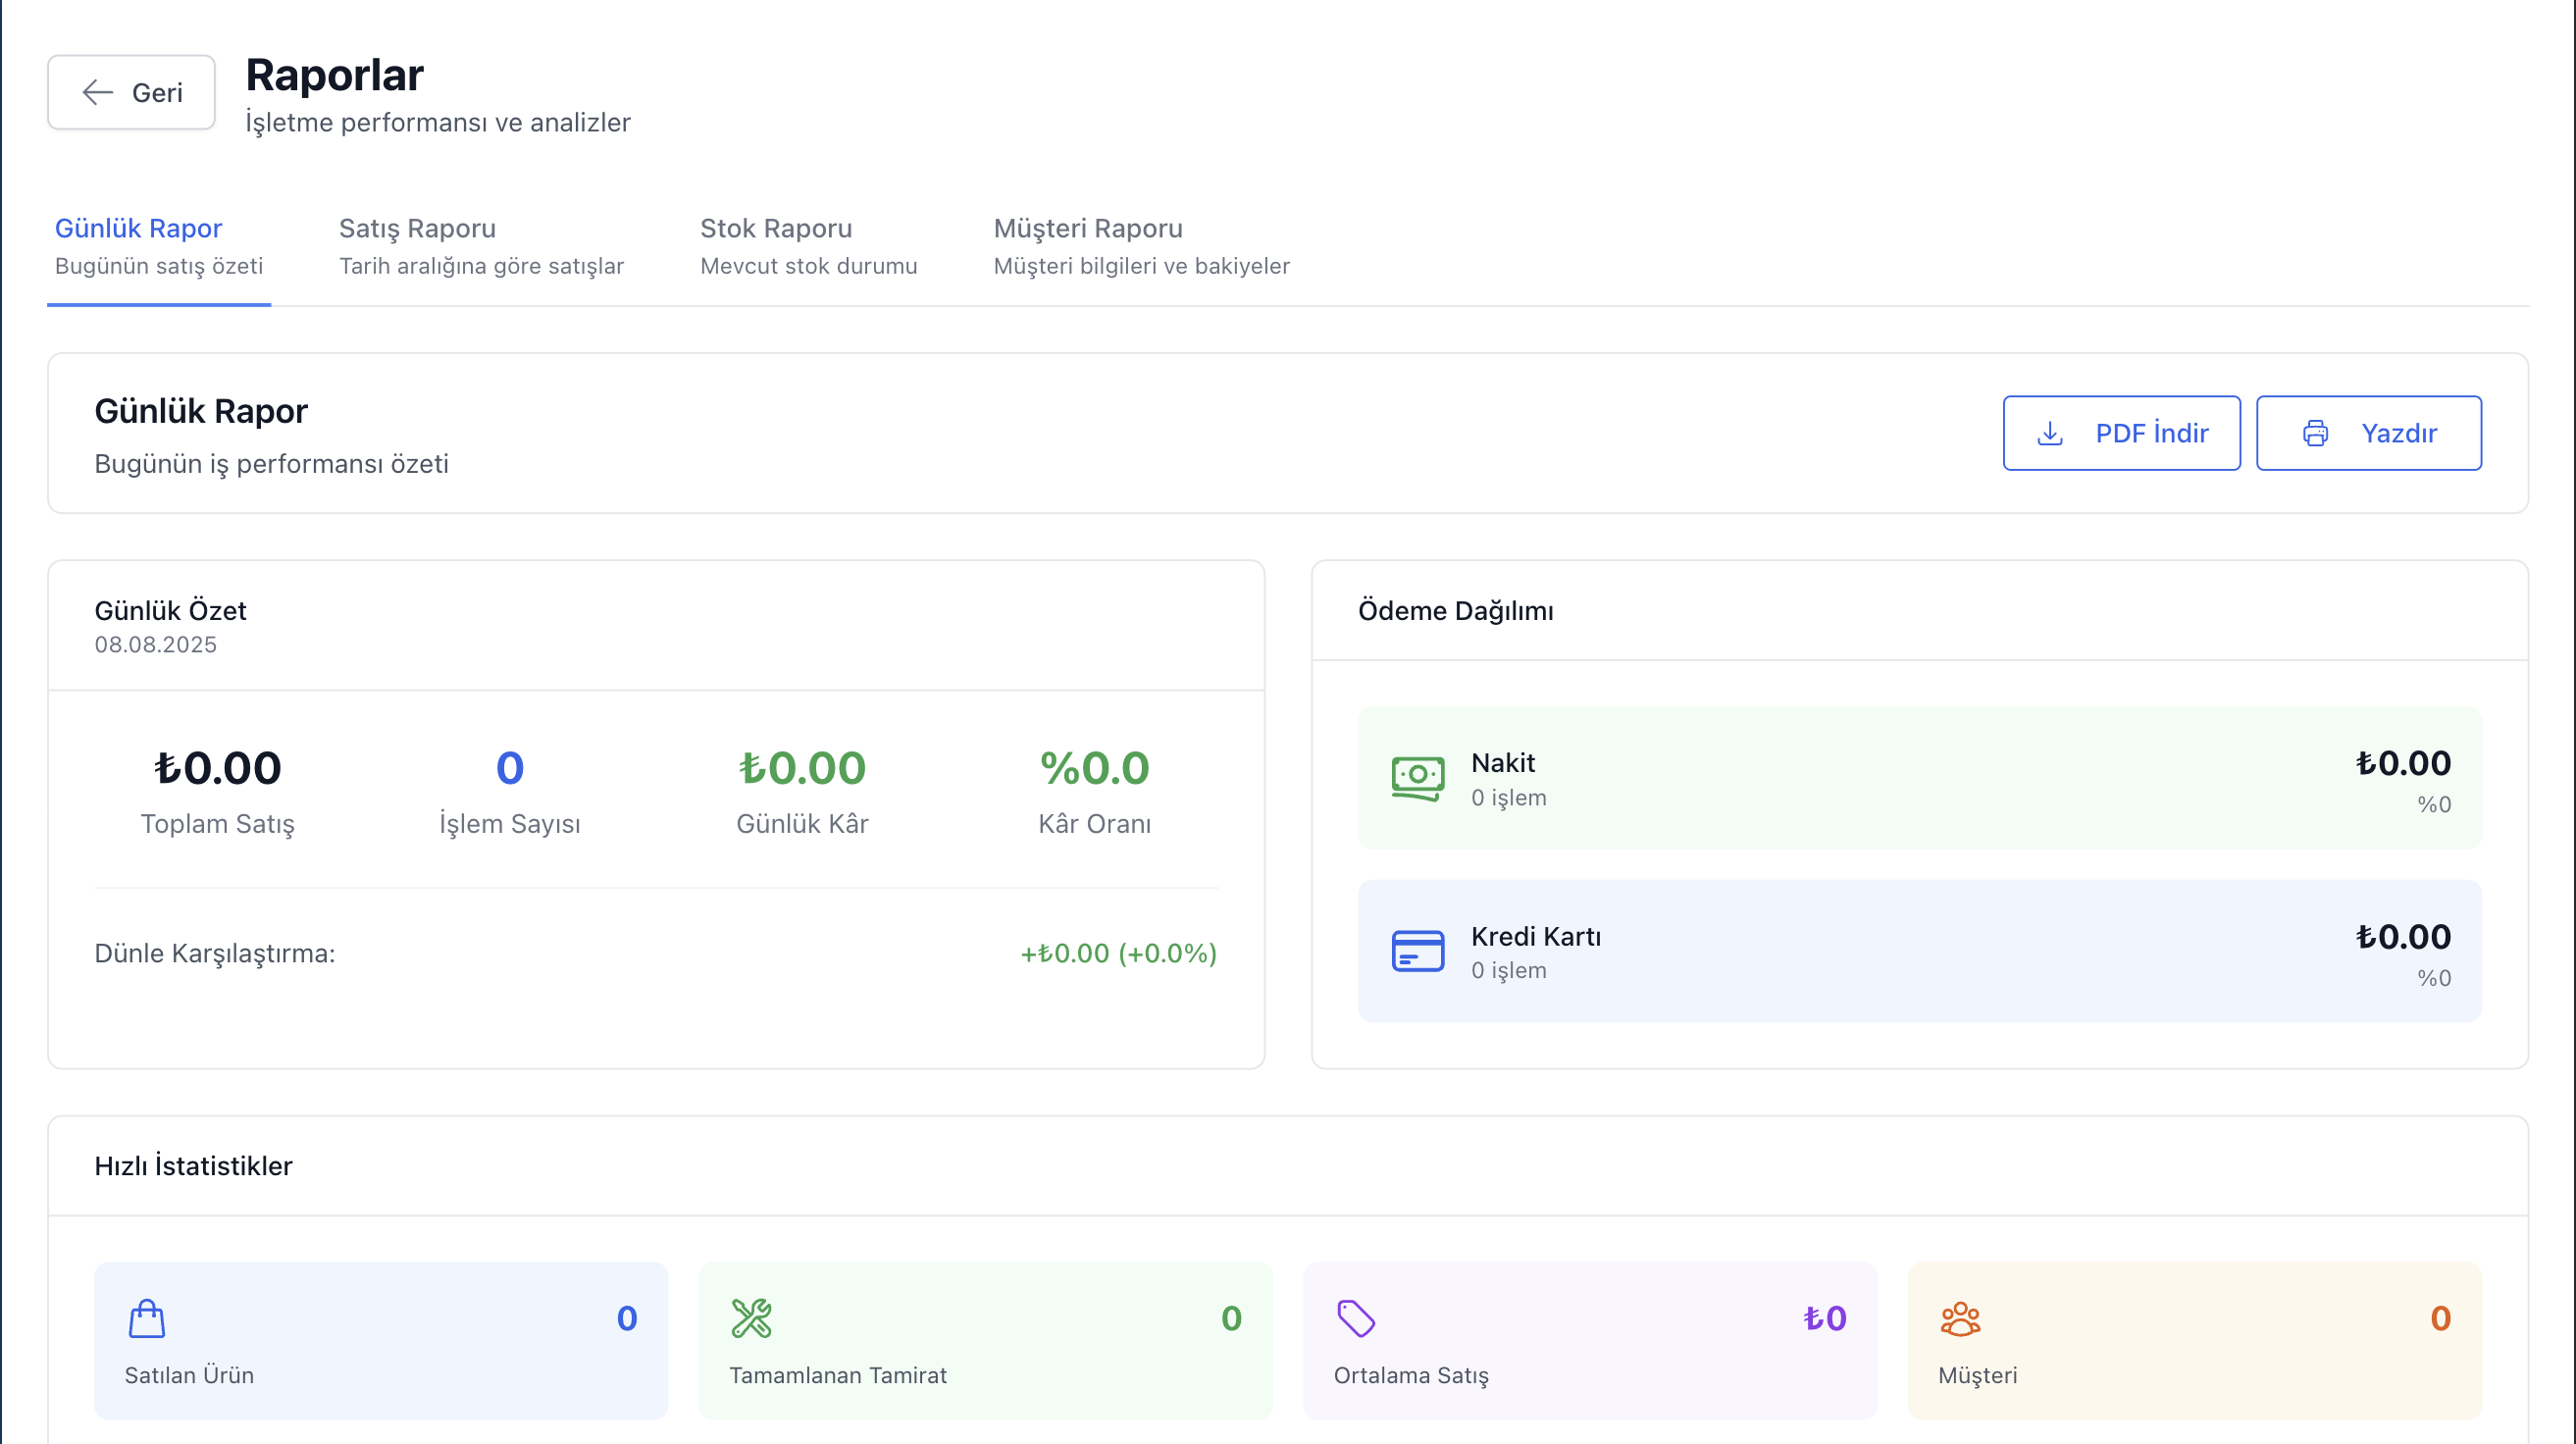 Geri
Raporlar
İşletme performansı ve analizler
Günlük Rapor
Bugünün satış özeti
Satış Raporu
Tarih aralığına göre satışlar
Stok Raporu
Mevcut stok durumu
Müşteri Raporu
Müşteri bilgileri ve bakiyeler
Günlük Rapor
Bugünün iş performansı özeti
PDF İndir
Yazdır
Günlük Özet
08.08.2025
₺0.00
Toplam Satış
0
İşlem Sayısı
₺0.00
Günlük Kâr
%0.0
Kâr Oranı
Dünle Karşılaştırma:
+₺0.00 (+0.0%)
Ödeme Dağılımı
Nakit
0 işlem
₺0.00
%0
Kredi Kartı
0 işlem
₺0.00
%0
Hızlı İstatistikler
0
Satılan Ürün
0
Tamamlanan Tamirat
₺0
Ortalama Satış
0
Müşteri